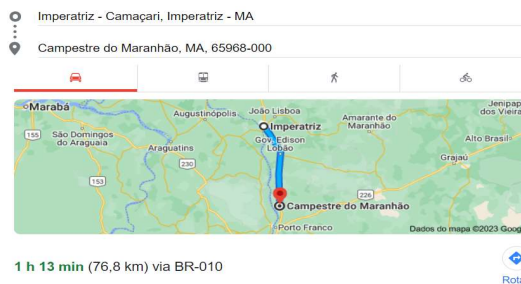 Imperatriz - Camaçari, Imperatriz - MA
Campestre do Maranhão, MA, 65968-000
Marabá
Augustinópolis
João Lisboa
Jenipap
dos Vieira
Imperatriz
Amarante do
Maranhão
155
São Domingos
do Araguaia
Araguatins
Gov. Edison
Lobão
Alto Brasil
Grajaú
230
153
226
Campestre do Maranhão
Porto Franco
Dados do mapa ©2023 Goog
1 h 13 min (76,8 km) via BR-010
Rota